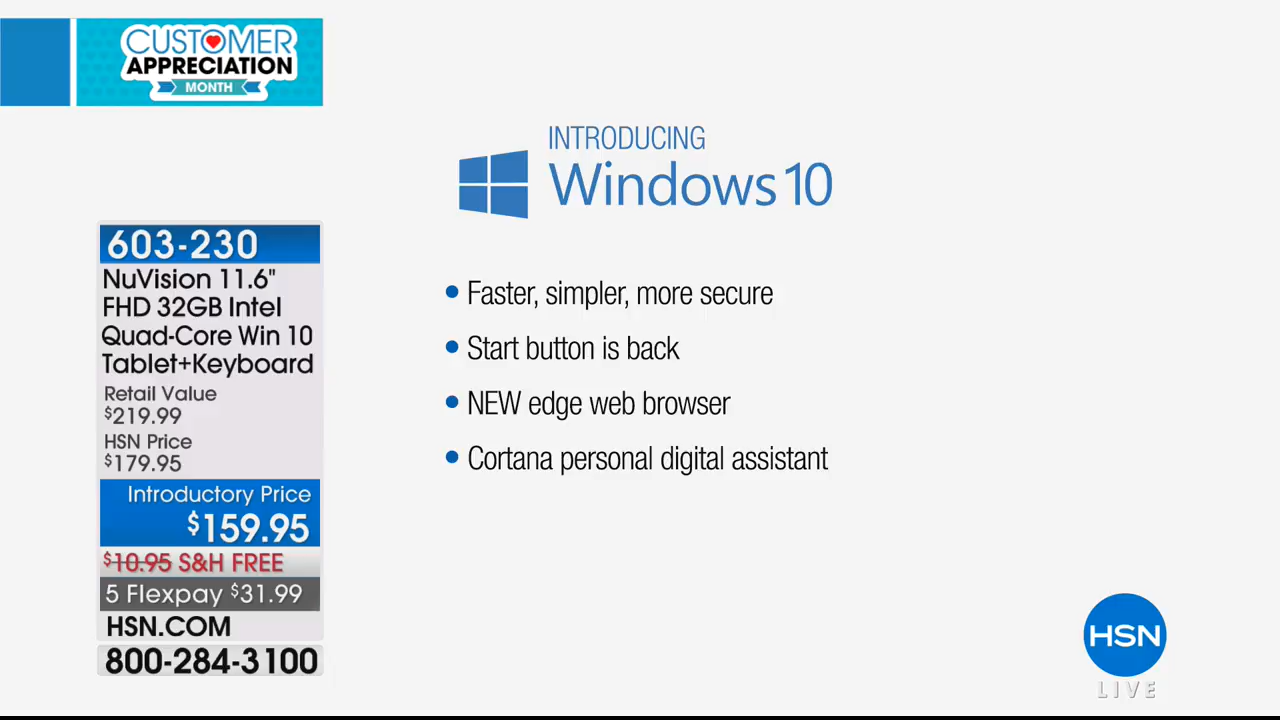 CUSTOMER
APPRECIATION
MONTH
INTRODUCING
Windows 10
• Faster, simpler, more secure
• Start button is back
• NEW edge web browser
• Cortana personal digital assistant
603-230
NuVision 11.6"
FHD 32GB Intel
Quad-Core Win 10
Tablet+Keyboard
Retail Value
$219.99
HSN Price
$179.95
Introductory Price
$159.95
$10.95 S&H FREE
5 Flexpay $31.99
HSN.COM
800-284-3100
HSN
LIVE